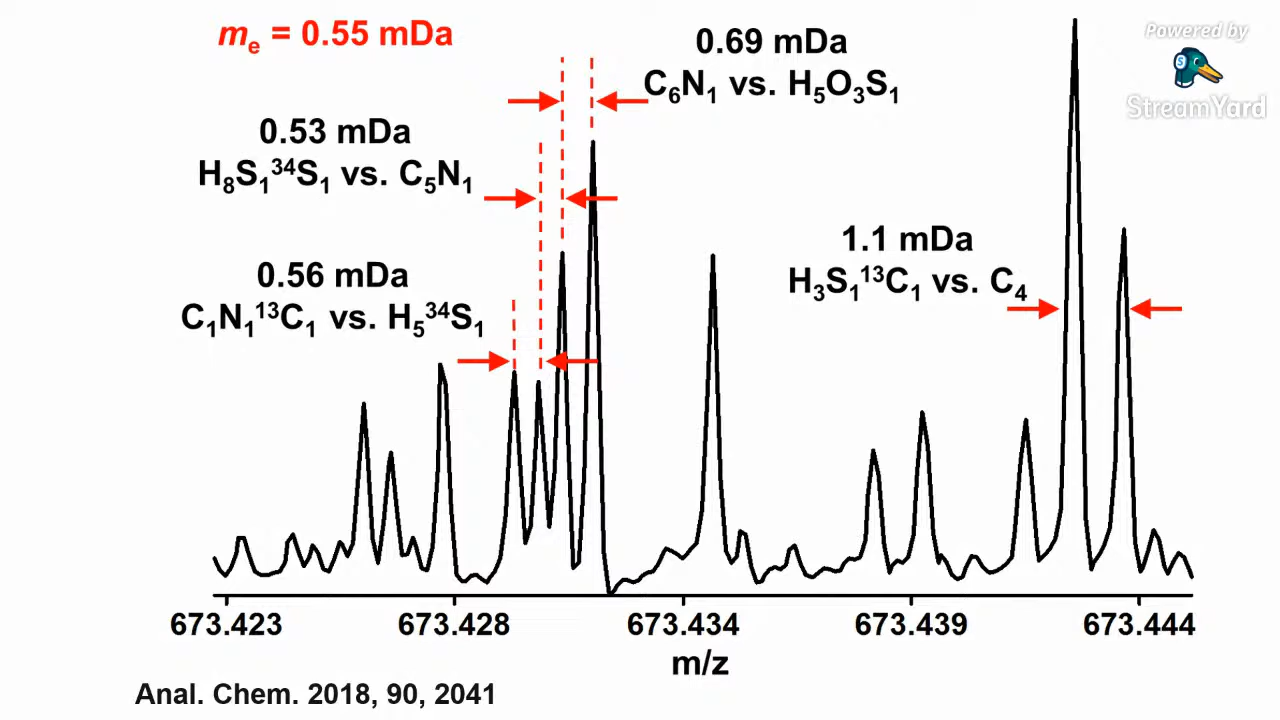 mₑ = 0.55 mDa
0.69 mDa
C₆N₁ vs. H₅O₃S₁
0.53 mDa
H₈S₁³⁴S₁ vs. C₅N₁
0.56 mDa
C₁N₁¹³C₁ vs. H₅³⁴S₁
1.1 mDa
H₃S₁¹³C₁ vs. C₄
Powered by
StreamYard
673.423 673.428 673.434 673.439 673.444
m/z
Anal. Chem. 2018, 90, 2041